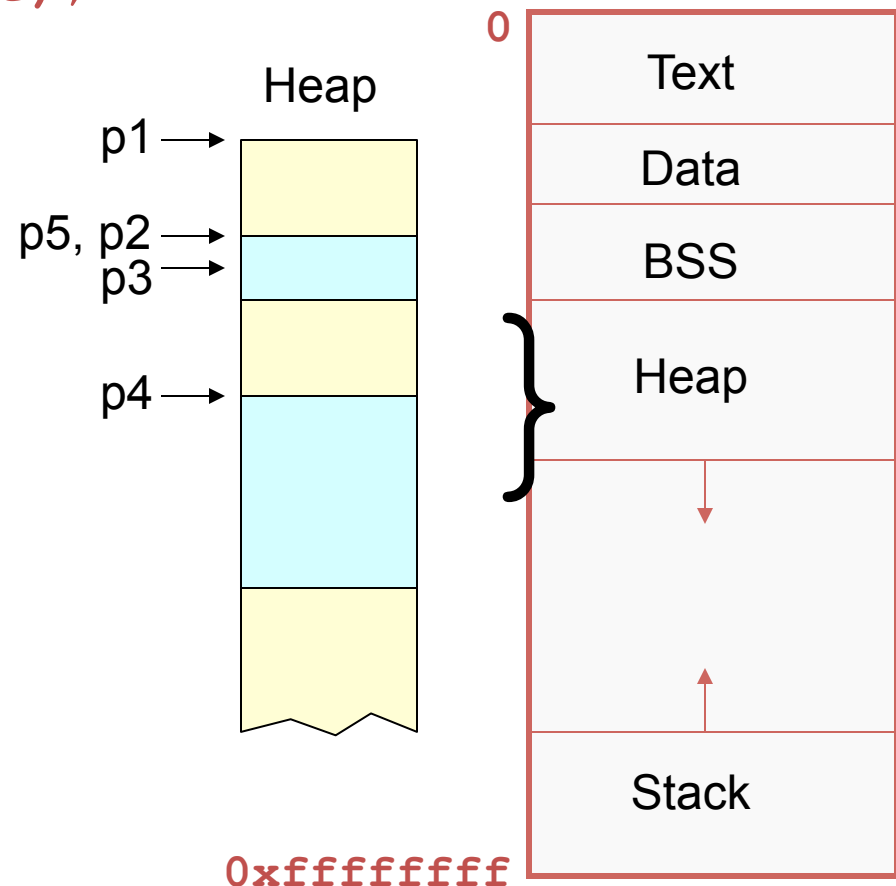 0
Text
Heap
p1
Data
p5, p2
BSS
p3
Heap
p4
Stack
0xffffffff